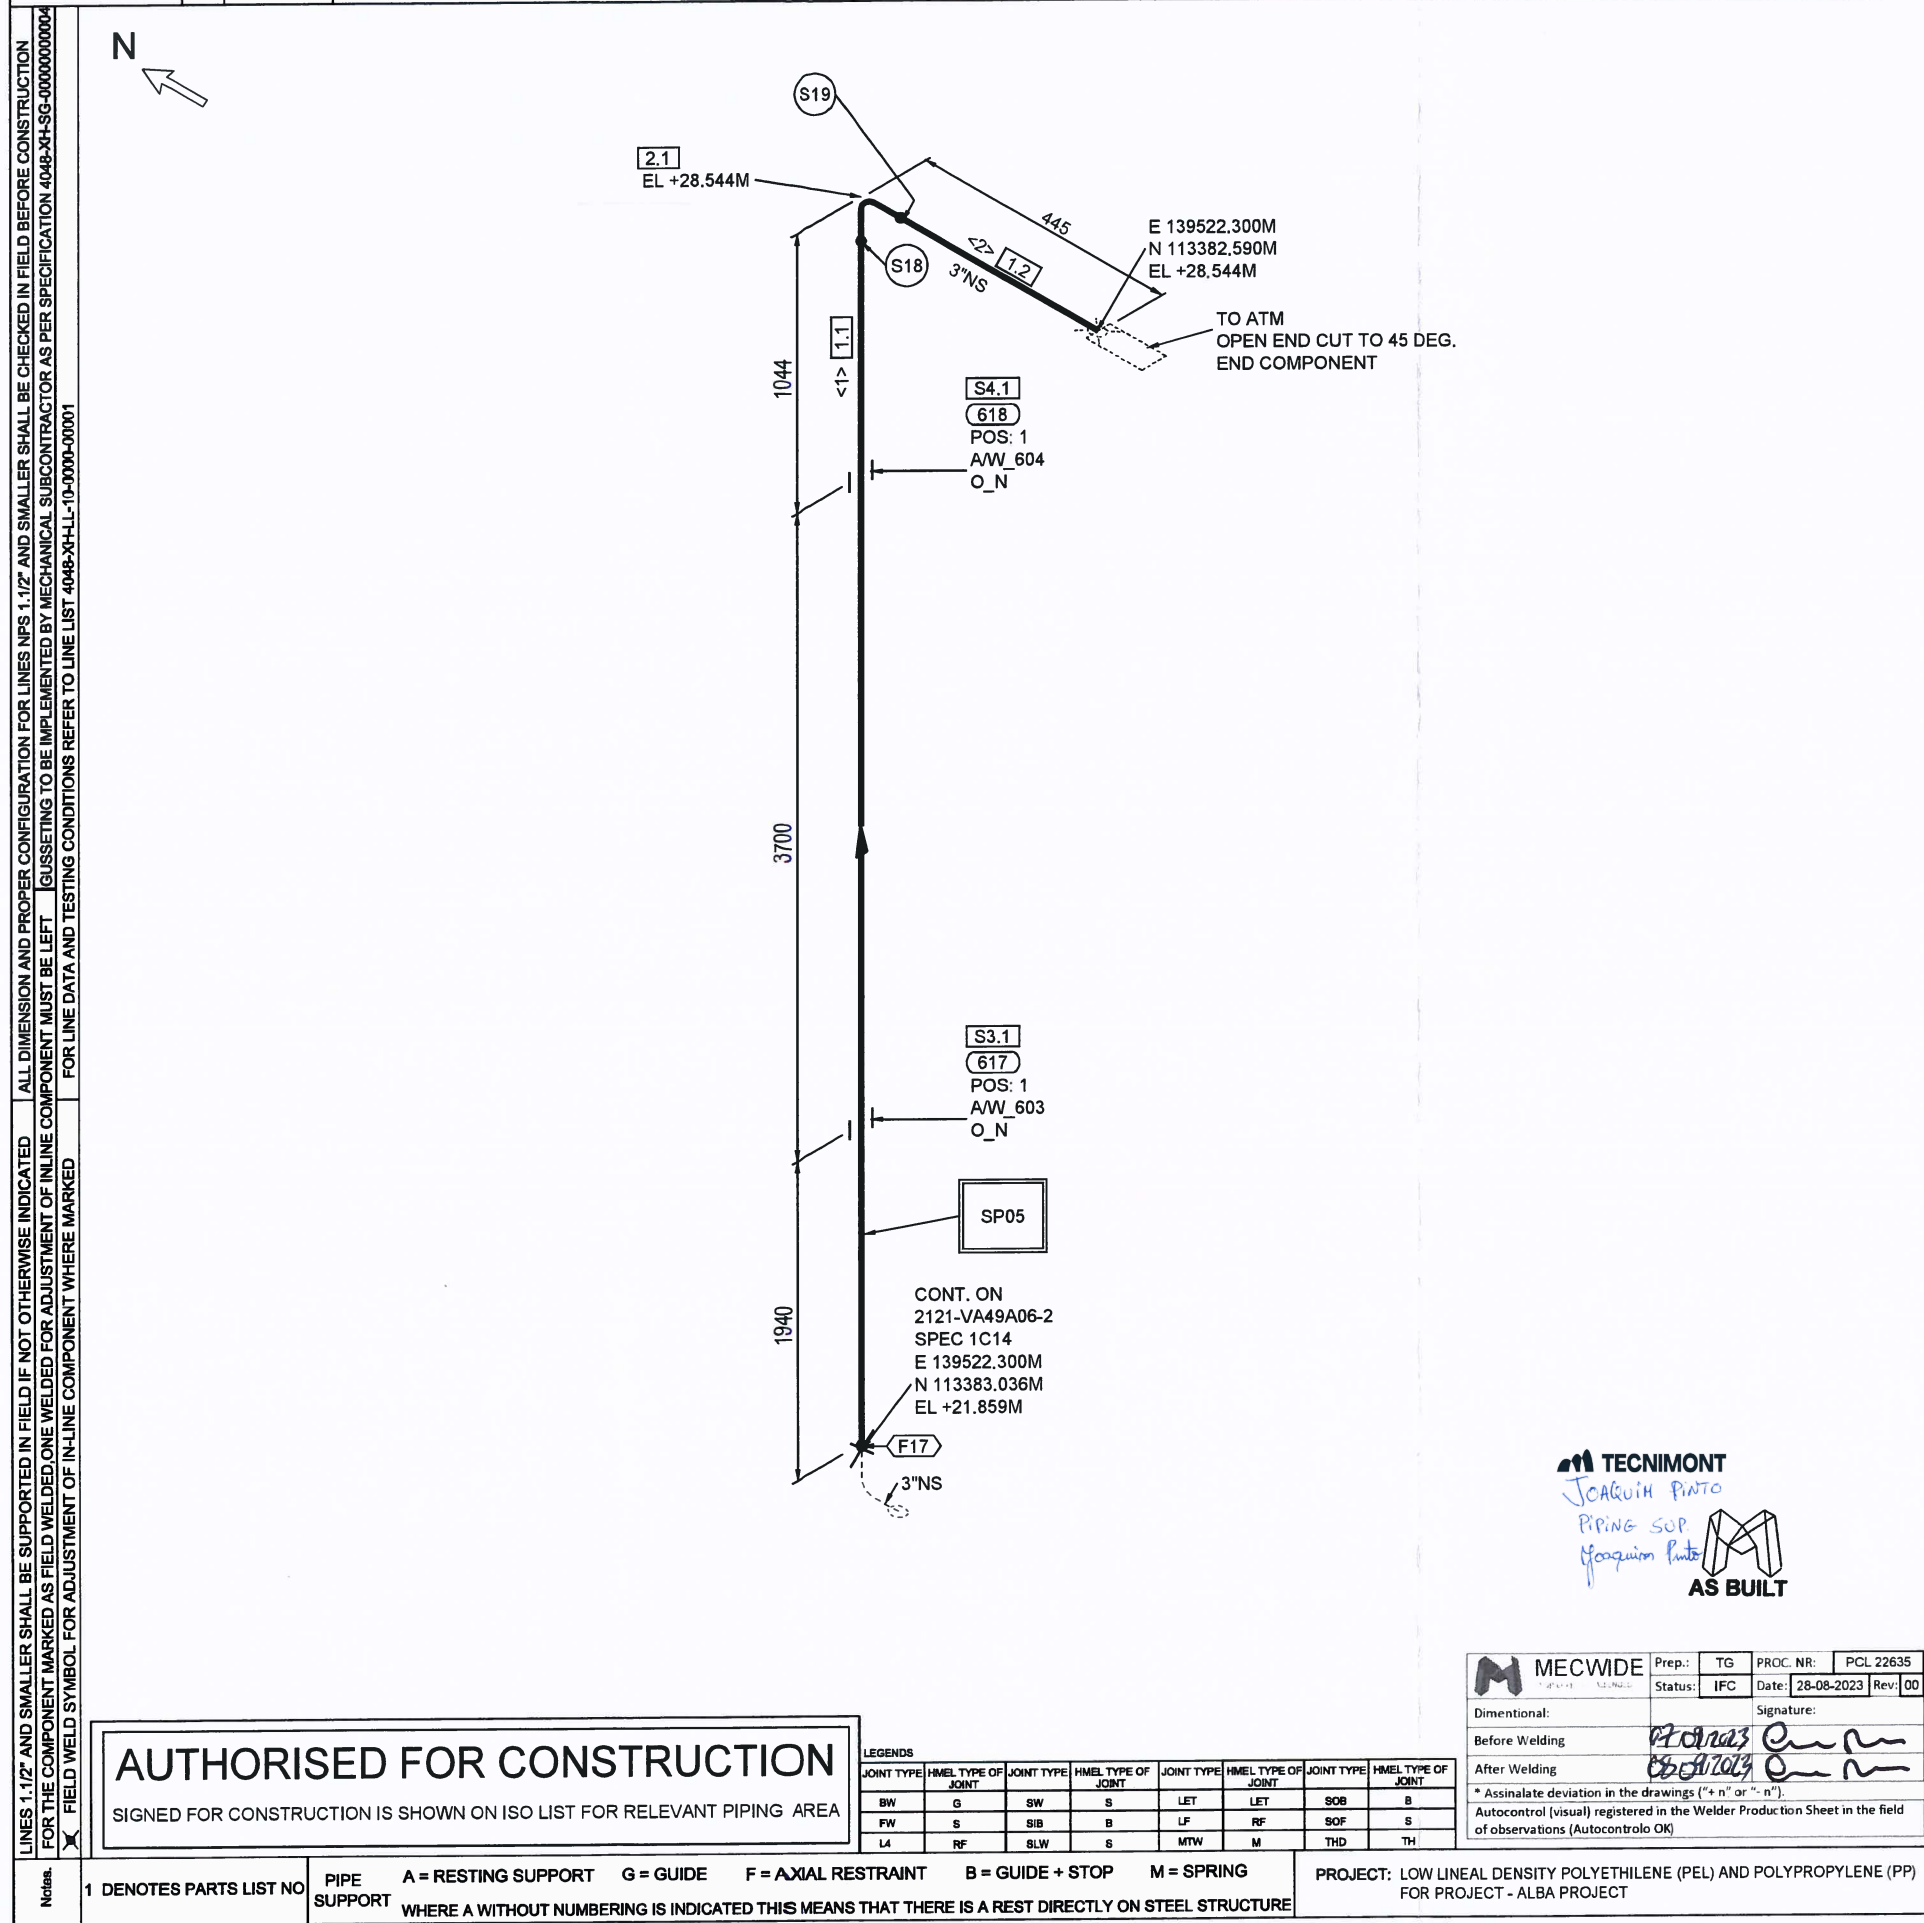 N
S19
2.1
EL +28.544M
445
E 139522.300M
N 113382.590M
EL +28.544M
<2> 1.2
3"NS
S18
TO ATM
OPEN END CUT TO 45 DEG.
END COMPONENT
1.1
<1>
1044
S4.1
618
POS: 1
A/W_604
O_N
3700
S3.1
617
POS: 1
A/W_603
O_N
SP05
1940
CONT. ON
2121-VA49A06-2
SPEC 1C14
E 139522.300M
N 113383.036M
EL +21.859M
F17
3"NS
LINES 1.1/2" AND SMALLER SHALL BE SUPPORTED IN FIELD IF NOT OTHERWISE INDICATED
ALL DIMENSION AND PROPER CONFIGURATION FOR LINES NPS 1.1/2" AND SMALLER SHALL BE CHECKED IN FIELD BEFORE CONSTRUCTION
FOR THE COMPONENT MARKED AS FIELD WELDED,ONE WELDED FOR ADJUSTMENT OF INLINE COMPONENT MUST BE LEFT
GUSSETING TO BE IMPLEMENTED BY MECHANICAL SUBCONTRACTOR AS PER SPECIFICATION 4048-XH-SG-000000000004
FIELD WELD SYMBOL FOR ADJUSTMENT OF IN-LINE COMPONENT WHERE MARKED
FOR LINE DATA AND TESTING CONDITIONS REFER TO LINE LIST 4048-XH-LL-10-0000-00001
Notes.
TECNIMONT
JOAQUIM PINTO
PIPING SUP.
Joaquim Pinto
AS BUILT
MECWIDE
Prep.: TG PROC. NR: PCL 22635
Status: IFC Date: 28-08-2023 Rev: 00
Dimentional: Signature:
Before Welding 07/09/2023
After Welding 08/09/2023
* Assinalate deviation in the drawings ("+ n" or "- n").
Autocontrol (visual) registered in the Welder Production Sheet in the field
of observations (Autocontrolo OK)
AUTHORISED FOR CONSTRUCTION
SIGNED FOR CONSTRUCTION IS SHOWN ON ISO LIST FOR RELEVANT PIPING AREA
LEGENDS
JOINT TYPE HMEL TYPE OF JOINT JOINT TYPE HMEL TYPE OF JOINT JOINT TYPE HMEL TYPE OF JOINT JOINT TYPE HMEL TYPE OF JOINT
BW G SW S LET LET SOB B
FW S SIB B LF RF SOF S
L4 RF SLW S MTW M THD TH
1 DENOTES PARTS LIST NO
PIPE
SUPPORT
A = RESTING SUPPORT G = GUIDE F = AXIAL RESTRAINT B = GUIDE + STOP M = SPRING
WHERE A WITHOUT NUMBERING IS INDICATED THIS MEANS THAT THERE IS A REST DIRECTLY ON STEEL STRUCTURE
PROJECT: LOW LINEAL DENSITY POLYETHILENE (PEL) AND POLYPROPYLENE (PP)
FOR PROJECT - ALBA PROJECT